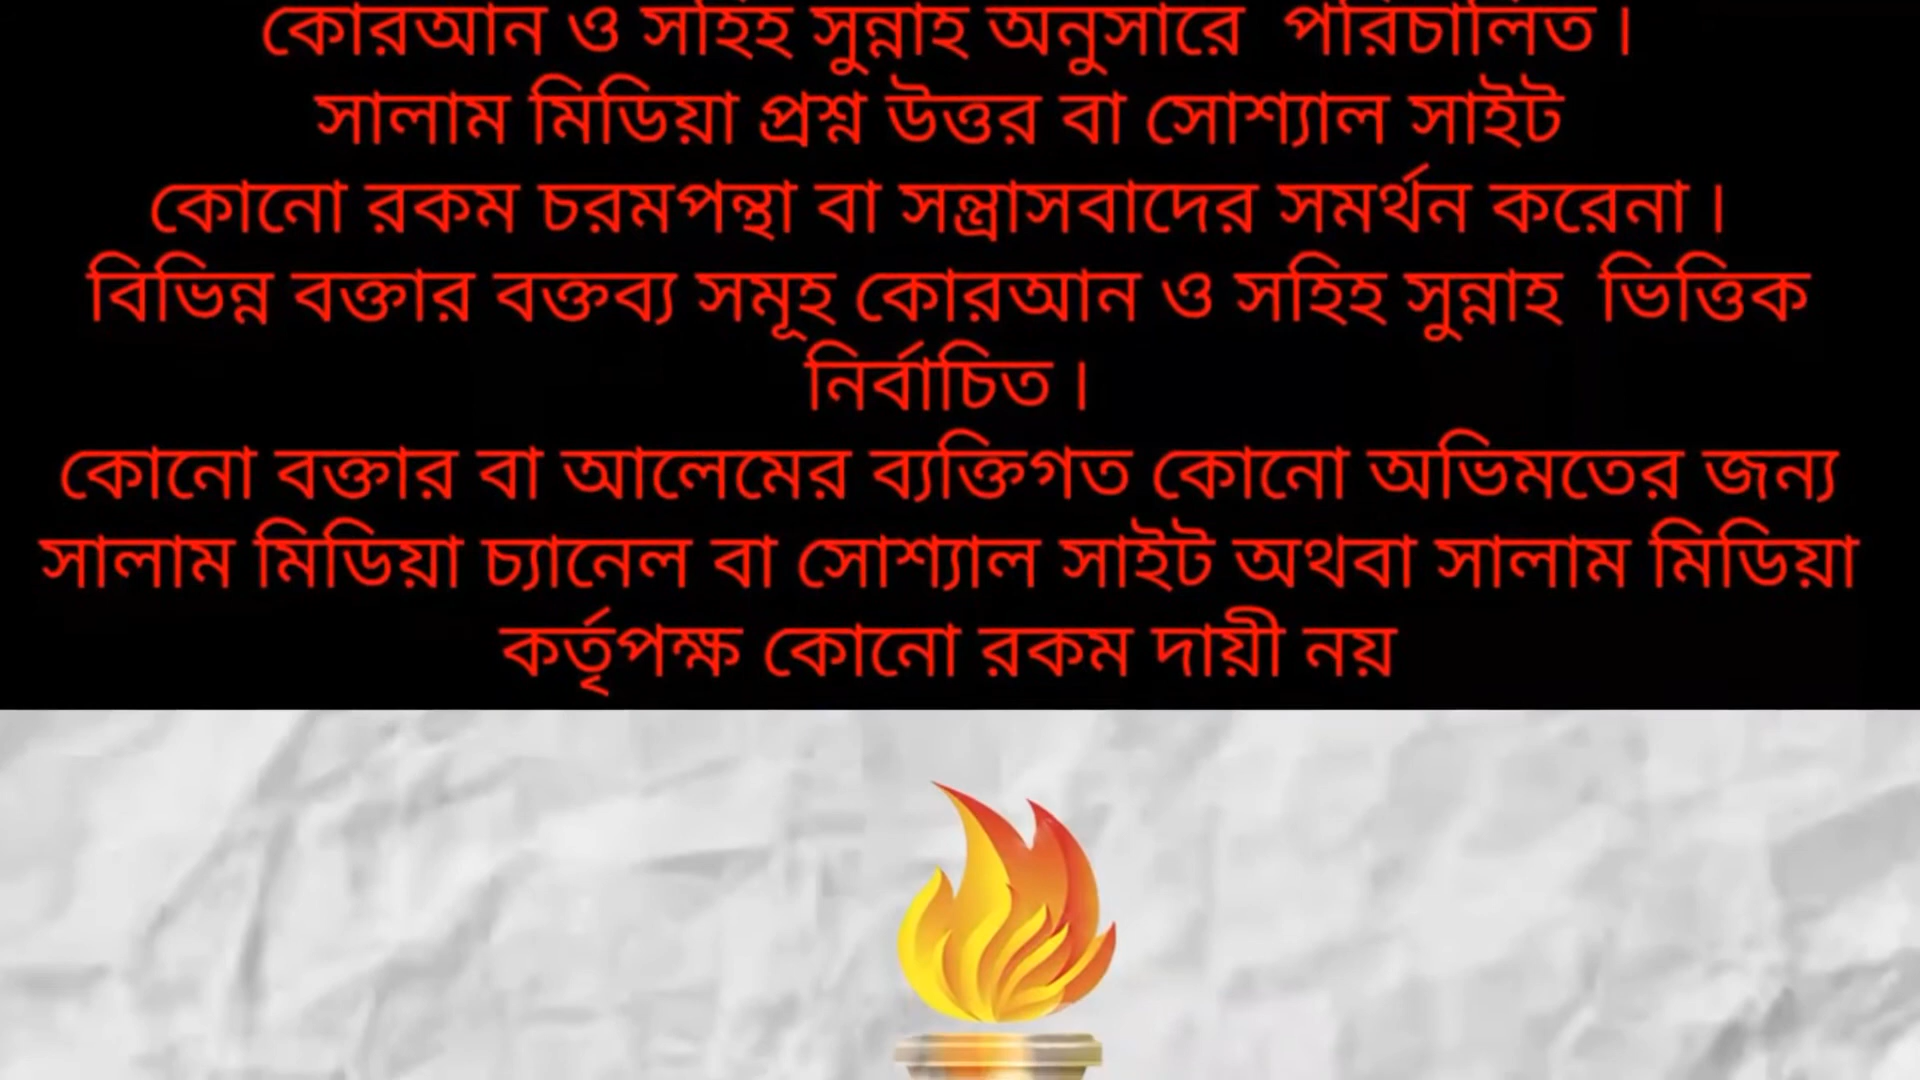 কোরআন ও সহিহ সুন্নাহ অনুসারে পরিচালিত ।
সালাম মিডিয়া প্রশ্ন উত্তর বা সোশ্যাল সাইট
কোনো রকম চরমপন্থা বা সন্ত্রাসবাদের সমর্থন করেনা ।
বিভিন্ন বক্তার বক্তব্য সমূহ কোরআন ও সহিহ সুন্নাহ ভিত্তিক
নির্বাচিত ।
কোনো বক্তার বা আলেমের ব্যক্তিগত কোনো অভিমতের জন্য
সালাম মিডিয়া চ্যানেল বা সোশ্যাল সাইট অথবা সালাম মিডিয়া
কর্তৃপক্ষ কোনো রকম দায়ী নয়